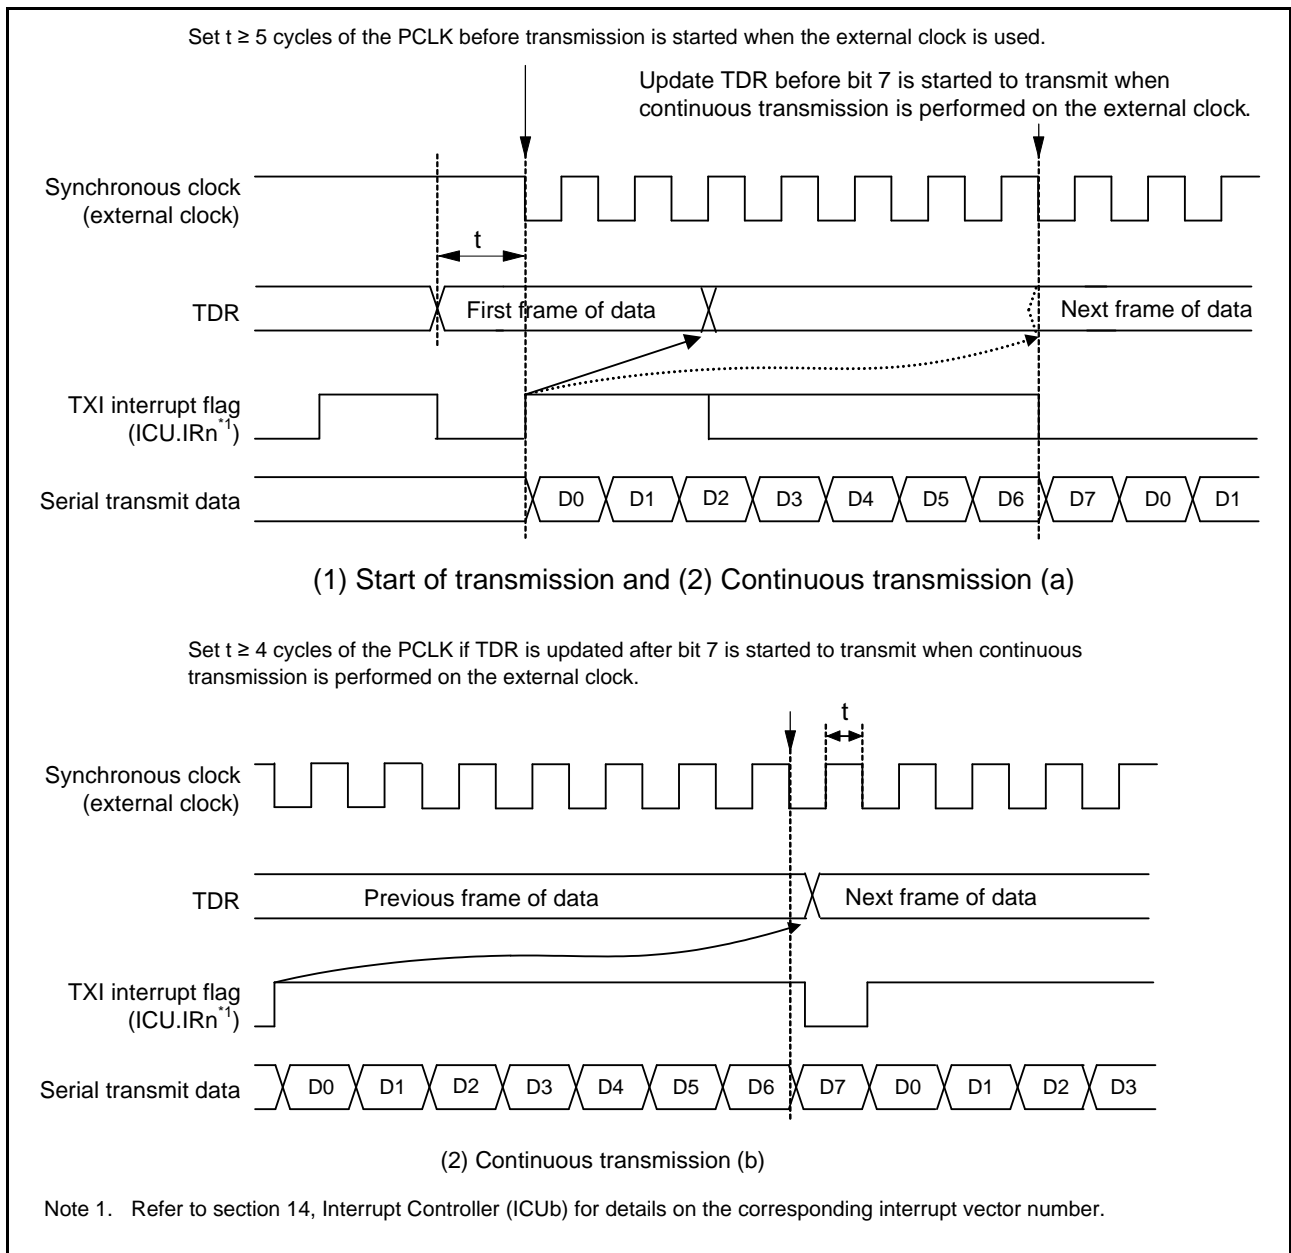 Set t ≥ 5 cycles of the PCLK before transmission is started when the external clock is used.
Update TDR before bit 7 is started to transmit when
continuous transmission is performed on the external clock.
Synchronous clock
(external clock)
t
TDR
First frame of data
Next frame of data
TXI interrupt flag
(ICU.IRn*1)
Serial transmit data
D0 D1 D2 D3 D4 D5 D6 D7 D0 D1
(1) Start of transmission and (2) Continuous transmission (a)
Set t ≥ 4 cycles of the PCLK if TDR is updated after bit 7 is started to transmit when continuous
transmission is performed on the external clock.
t
Synchronous clock
(external clock)
TDR
Previous frame of data
Next frame of data
TXI interrupt flag
(ICU.IRn*1)
Serial transmit data
D0 D1 D2 D3 D4 D5 D6 D7 D0 D1 D2 D3
(2) Continuous transmission (b)
Note 1. Refer to section 14, Interrupt Controller (ICUb) for details on the corresponding interrupt vector number.